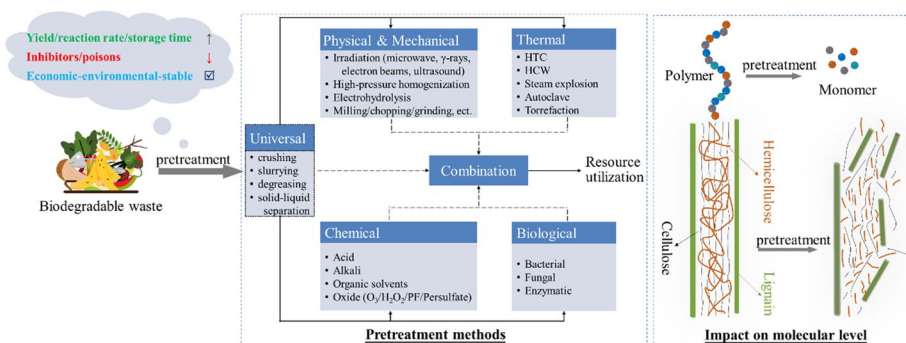 Yield/reaction rate/storage time ↑
Inhibitors/poisons ↓
Economic-environmental-stable ☑
Biodegradable waste
pretreatment
Universal
• crushing
• slurrying
• degreasing
• solid-liquid
separation
Physical & Mechanical
• Irradiation (microwave, γ-rays,
electron beams, ultrasound)
• High-pressure homogenization
• Electrohydrolysis
• Milling/chopping/grinding, ect.
Thermal
• HTC
• HCW
• Steam explosion
• Autoclave
• Torrefaction
Combination
Resource
utilization
Chemical
• Acid
• Alkali
• Organic solvents
• Oxide (O₃/H₂O₂/PF/Persulfate)
Biological
• Bacterial
• Fungal
• Enzymatic
Pretreatment methods
Polymer
pretreatment
Monomer
Hemicellulose
Cellulose
pretreatment
Lignain
Impact on molecular level